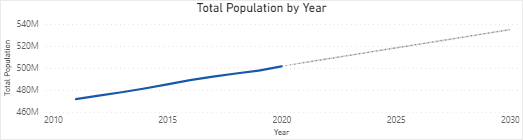 Total Population by Year
540M
520M
500M
480M
460M
Total Population
2010
2015
2020
2025
2030
Year